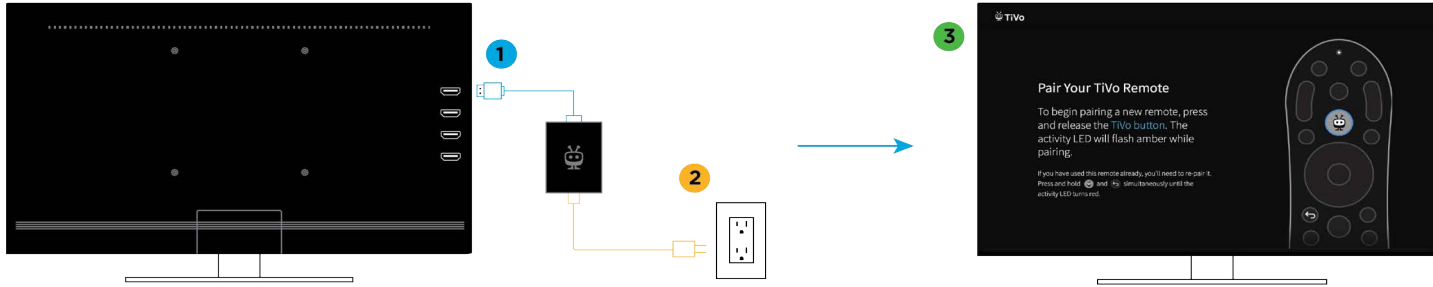 1
2
3
TiVo
Pair Your TiVo Remote
To begin pairing a new remote, press
and release the TiVo button. The
activity LED will flash amber while
pairing.
If you have used this remote already, you'll need to re-pair it.
Press and hold and simultaneously until the
activity LED turns red.